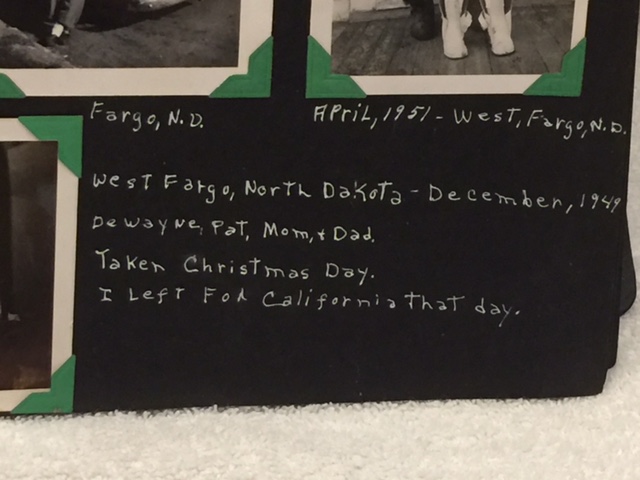 Fargo, N.D.
April, 1951 - West, Fargo, N.D.
West Fargo, North Dakota - December, 1949
DeWayne, Pat, Mom, + Dad.
Taken Christmas Day.
I Left For California that day.